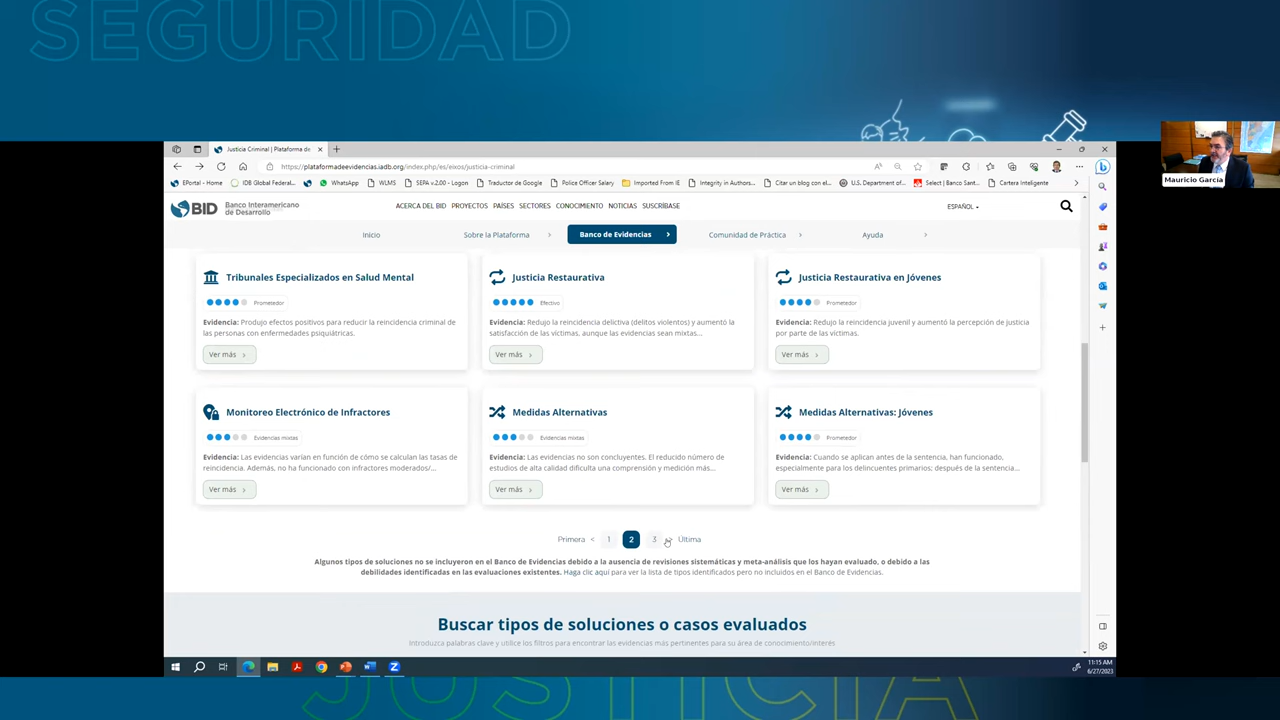 SEGURIDAD
Mauricio García
Justicia Criminal | Plataforma de
https://plataformadeevidencias.iadb.org/index.php/es/eixos/justicia-criminal
EPortal - Home
IDB Global Federal...
WhatsApp
WLMS
SEPA v.2.00 - Logon
Traductor de Google
Police Officer Salary
Imported From IE
Integrity in Authors...
Citar un blog con el...
U.S. Department of...
Select | Banco Sant...
Cartera Inteligente
BID
Banco Interamericano
de Desarrollo
ACERCA DEL BID PROYECTOS PAÍSES SECTORES CONOCIMIENTO NOTICIAS SUSCRÍBASE
ESPAÑOL
Inicio
Sobre la Plataforma >
Banco de Evidencias >
Comunidad de Práctica >
Ayuda >
Tribunales Especializados en Salud Mental
Prometedor
Evidencia: Produjo efectos positivos para reducir la reincidencia criminal de
las personas con enfermedades psiquiátricas.
Ver más >
Justicia Restaurativa
Efectivo
Evidencia: Redujo la reincidencia delictiva (delitos violentos) y aumentó la
satisfacción de las víctimas, aunque las evidencias sean mixtas...
Ver más >
Justicia Restaurativa en Jóvenes
Prometedor
Evidencia: Redujo la reincidencia juvenil y aumentó la percepción de justicia
por parte de las víctimas.
Ver más >
Monitoreo Electrónico de Infractores
Evidencias mixtas
Evidencia: Las evidencias varían en función de cómo se calculan las tasas de
reincidencia. Además, no ha funcionado con infractores moderados/...
Ver más >
Medidas Alternativas
Evidencias mixtas
Evidencia: Las evidencias no son concluyentes. El reducido número de
estudios de alta calidad dificulta una comprensión y medición más...
Ver más >
Medidas Alternativas: Jóvenes
Prometedor
Evidencia: Cuando se aplican antes de la sentencia, han funcionado,
especialmente para los delincuentes primarios; después de la sentencia...
Ver más >
Primera < 1 2 3 > Última
Algunos tipos de soluciones no se incluyeron en el Banco de Evidencias debido a la ausencia de revisiones sistemáticas y meta-análisis que los hayan evaluado, o debido a las
debilidades identificadas en las evaluaciones existentes. Haga clic aquí para ver la lista de tipos identificados pero no incluidos en el Banco de Evidencias.
Buscar tipos de soluciones o casos evaluados
Introduzca palabras clave y utilice los filtros para encontrar las evidencias más pertinentes para su área de conocimiento/interés
11:15 AM
6/27/2023
JUSTICIA